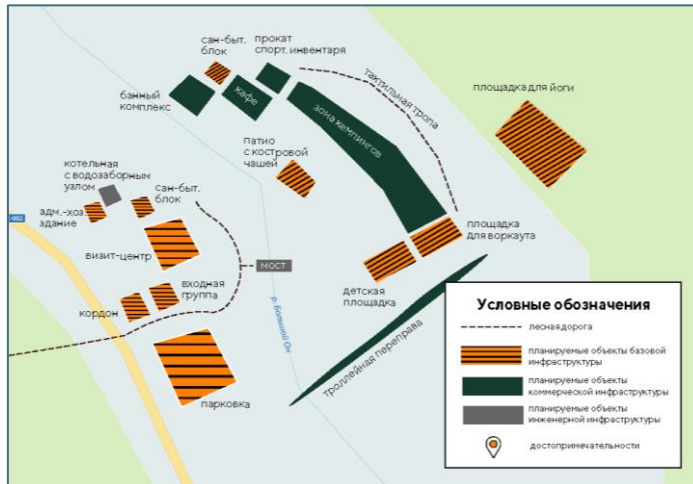 сан-быт.
блок
прокат
спорт. инвентаря
банный
комплекс
кафе
зона кемпингов
тактильная тропа
площадка для йоги
патио
с костровой
чашей
котельная
с водозаборным
узлом
сан-быт.
блок
адм.-хоз.
здание
визит-центр
мост
площадка
для воркаута
детская
площадка
входная
группа
кордон
р. Большой Он
троллейная переправа
парковка
Условные обозначения
лесная дорога
планируемые объекты базовой
инфраструктуры
планируемые объекты
коммерческой инфраструктуры
планируемые объекты
инженерной инфраструктуры
достопримечательности